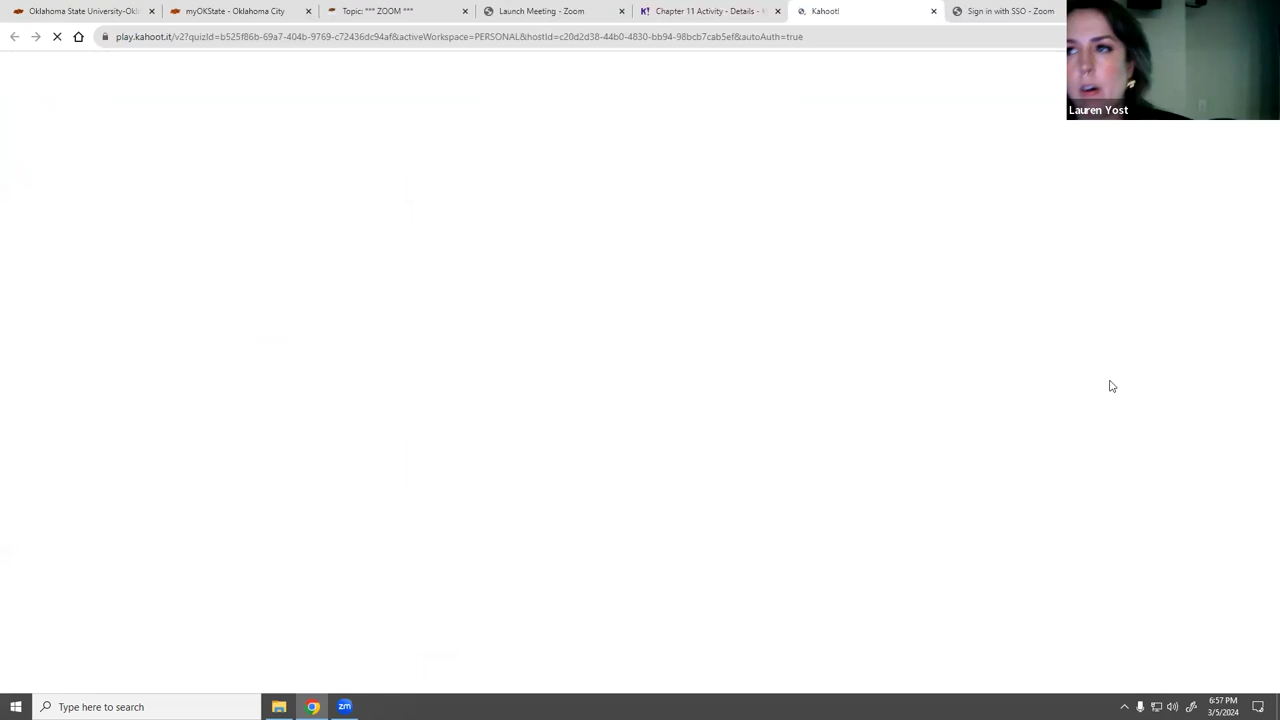 Oklahoma State University-Okl
myOKState - Oklahoma City
Topic: *** ZOOM ***
Launch Meeting - Zoom
Chapter 11 Activity - Details -
Kahoot!
Sign in with SSO - Zoom
play.kahoot.it/v2?quizId=b525f86b-69a7-404b-9769-c72436dc94af&activeWorkspace=PERSONAL&hostId=c20d2d38-44b0-4830-bb94-98bcb7cab5ef&autoAuth=true
Lauren Yost
Type here to search
zm
6:57 PM
3/5/2024